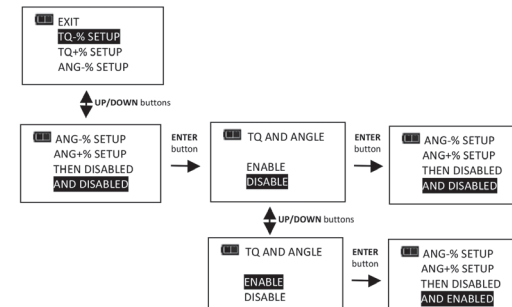 EXIT
TQ-% SETUP
TQ+% SETUP
ANG-% SETUP
UP/DOWN buttons
ANG-% SETUP
ANG+% SETUP
THEN DISABLED
AND DISABLED
ENTER
button
TQ AND ANGLE
ENABLE
DISABLE
ENTER
button
ANG-% SETUP
ANG+% SETUP
THEN DISABLED
AND DISABLED
UP/DOWN buttons
TQ AND ANGLE
ENABLE
DISABLE
ENTER
button
ANG-% SETUP
ANG+% SETUP
THEN DISABLED
AND ENABLED